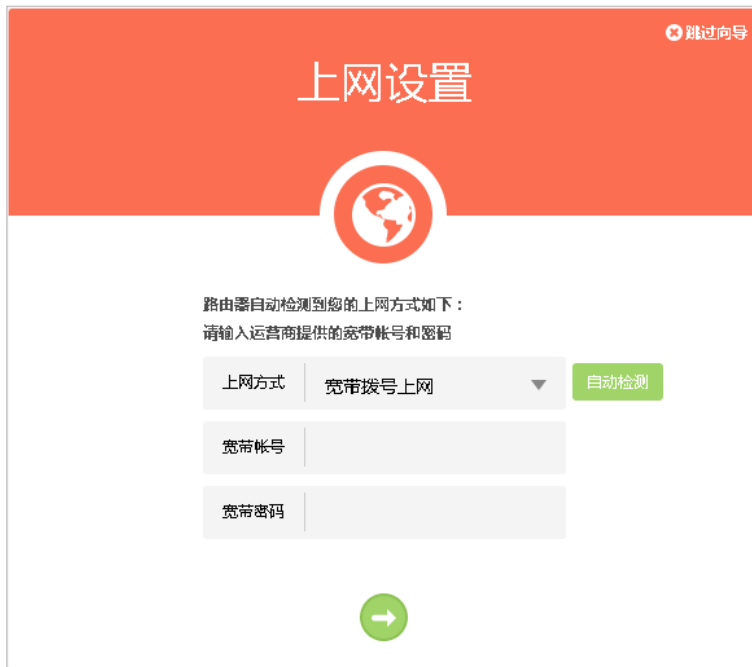 跳过向导
上网设置
路由器自动检测到您的上网方式如下：
请输入运营商提供的宽带帐号和密码
上网方式 宽带拨号上网 自动检测
宽带帐号
宽带密码